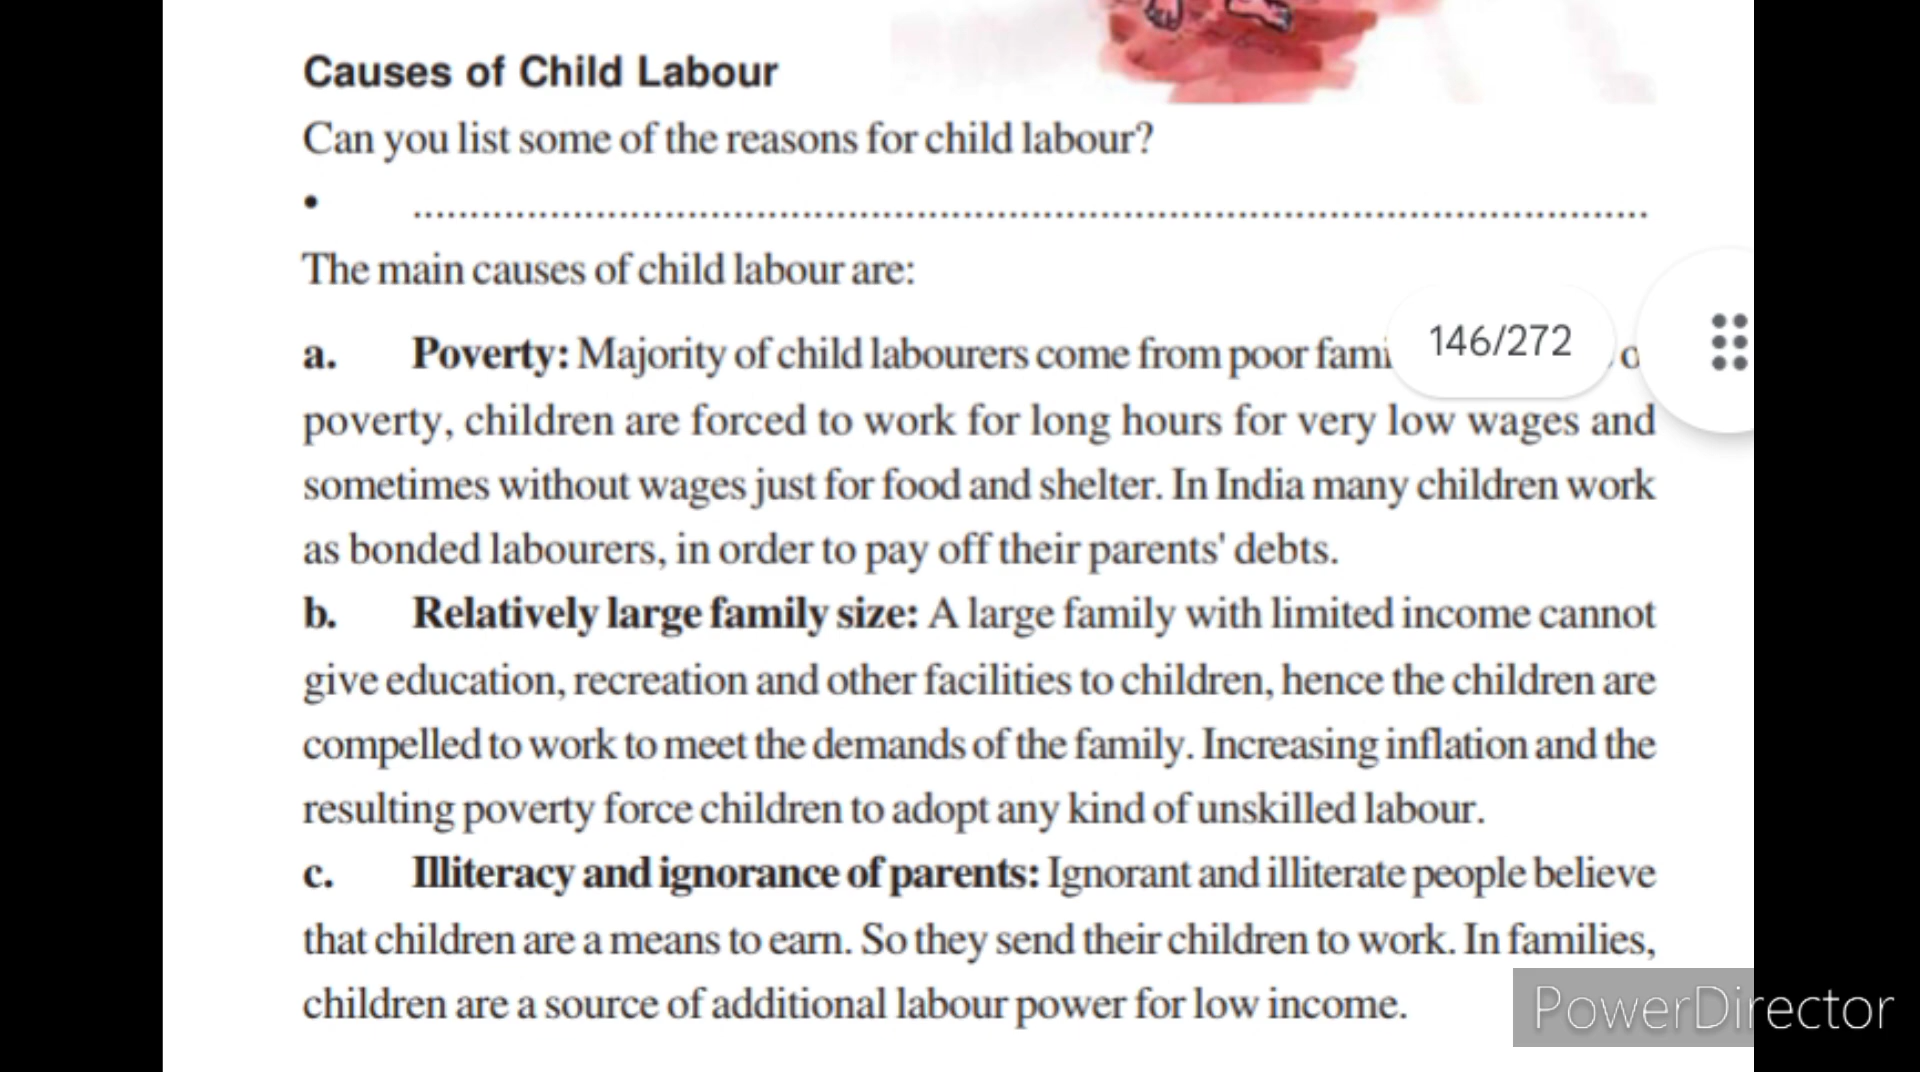 Causes of Child Labour
Can you list some of the reasons for child labour?
• ........................................................................................................
The main causes of child labour are:
a. Poverty: Majority of child labourers come from poor
146/272
poverty, children are forced to work for long hours for very low wages and
sometimes without wages just for food and shelter. In India many children work
as bonded labourers, in order to pay off their parents' debts.
b. Relatively large family size: A large family with limited income cannot
give education, recreation and other facilities to children, hence the children are
compelled to work to meet the demands of the family. Increasing inflation and the
resulting poverty force children to adopt any kind of unskilled labour.
c. Illiteracy and ignorance of parents: Ignorant and illiterate people believe
that children are a means to earn. So they send their children to work. In families,
children are a source of additional labour power for low income.
PowerDirector